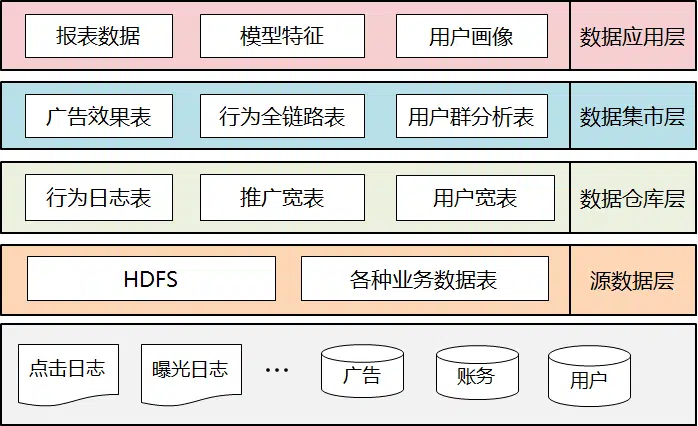 报表数据
模型特征
用户画像
数据应用层
广告效果表
行为全链路表
用户群分析表
数据集市层
行为日志表
推广宽表
用户宽表
数据仓库层
HDFS
各种业务数据表
源数据层
点击日志
曝光日志
...
广告
账务
用户